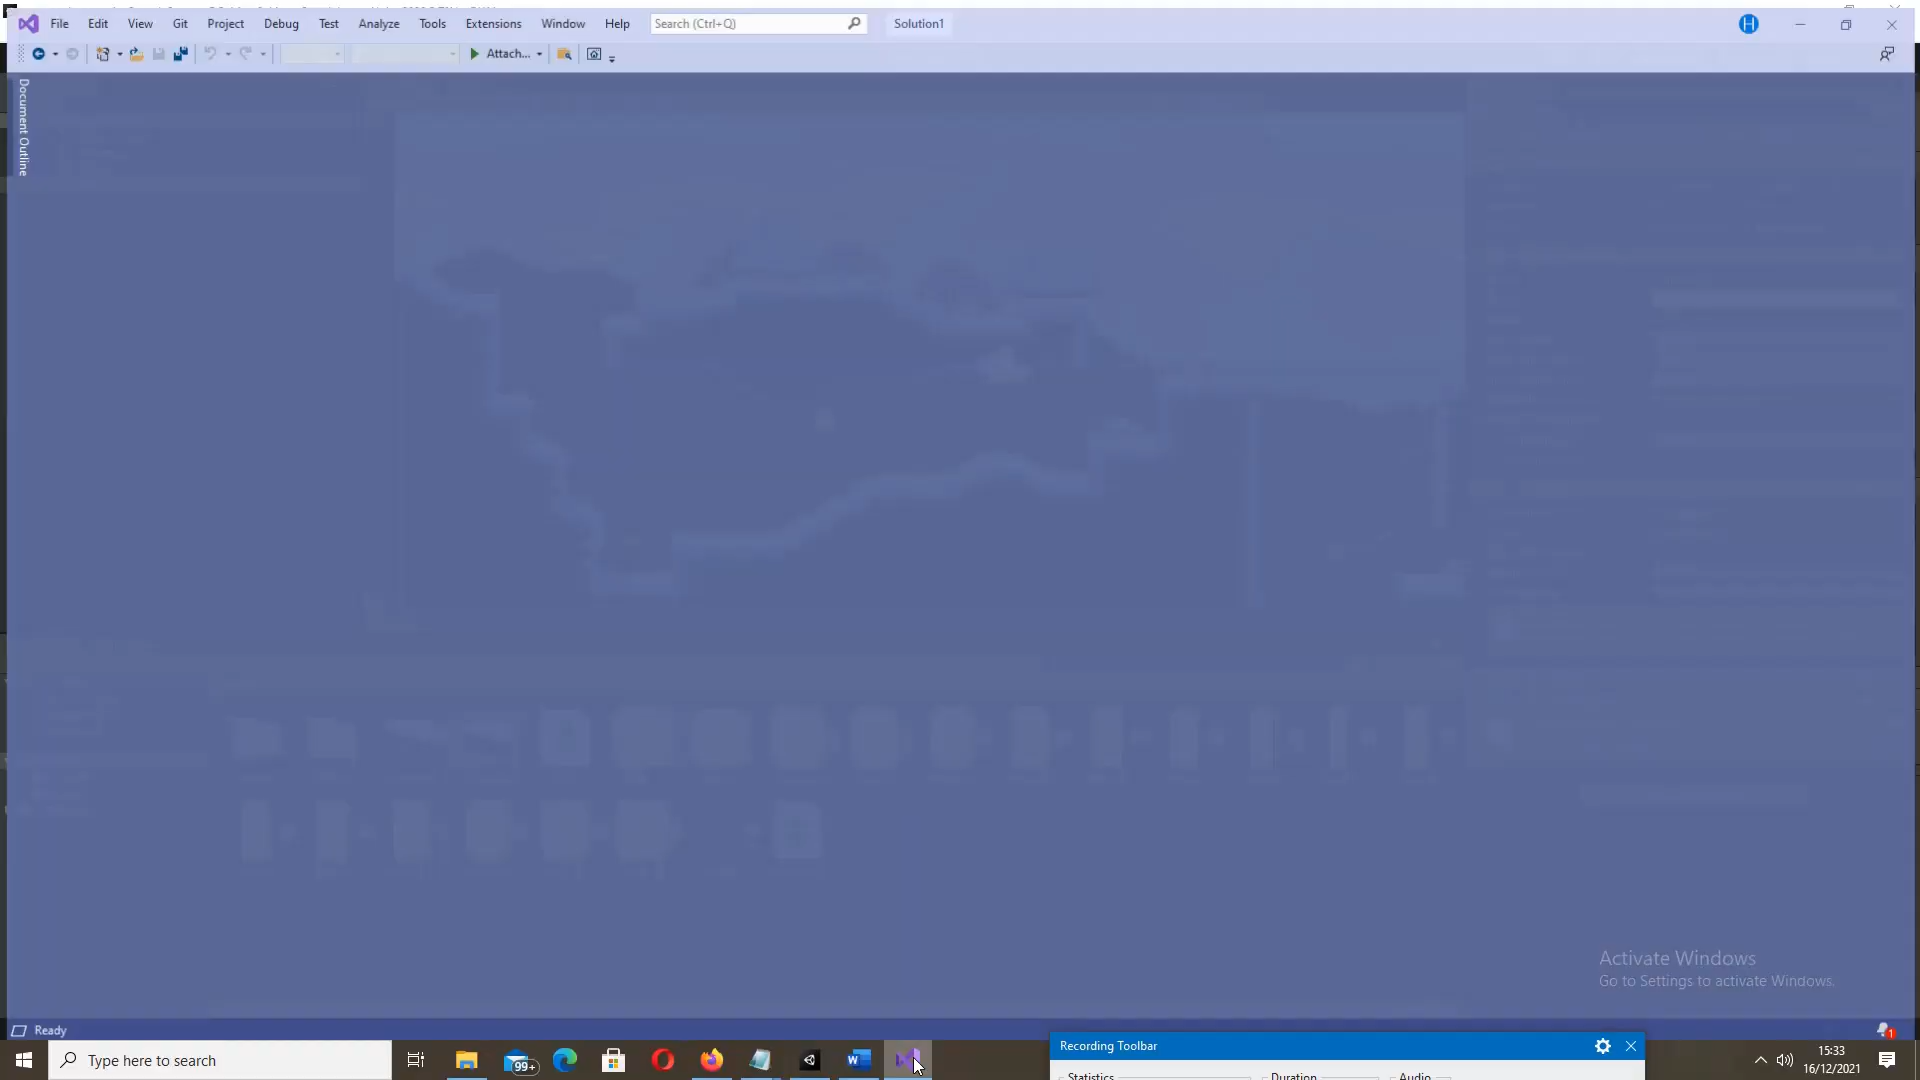 File Edit View Git Project Debug Test Analyze Tools Extensions Window Help Search (Ctrl+Q) Solution1 H
Attach...
Document Outline
Activate Windows
Go to Settings to activate Windows.
Ready 1
Recording Toolbar
Type here to search 99+ 15:33
16/12/2021
Statistics Duration Audio